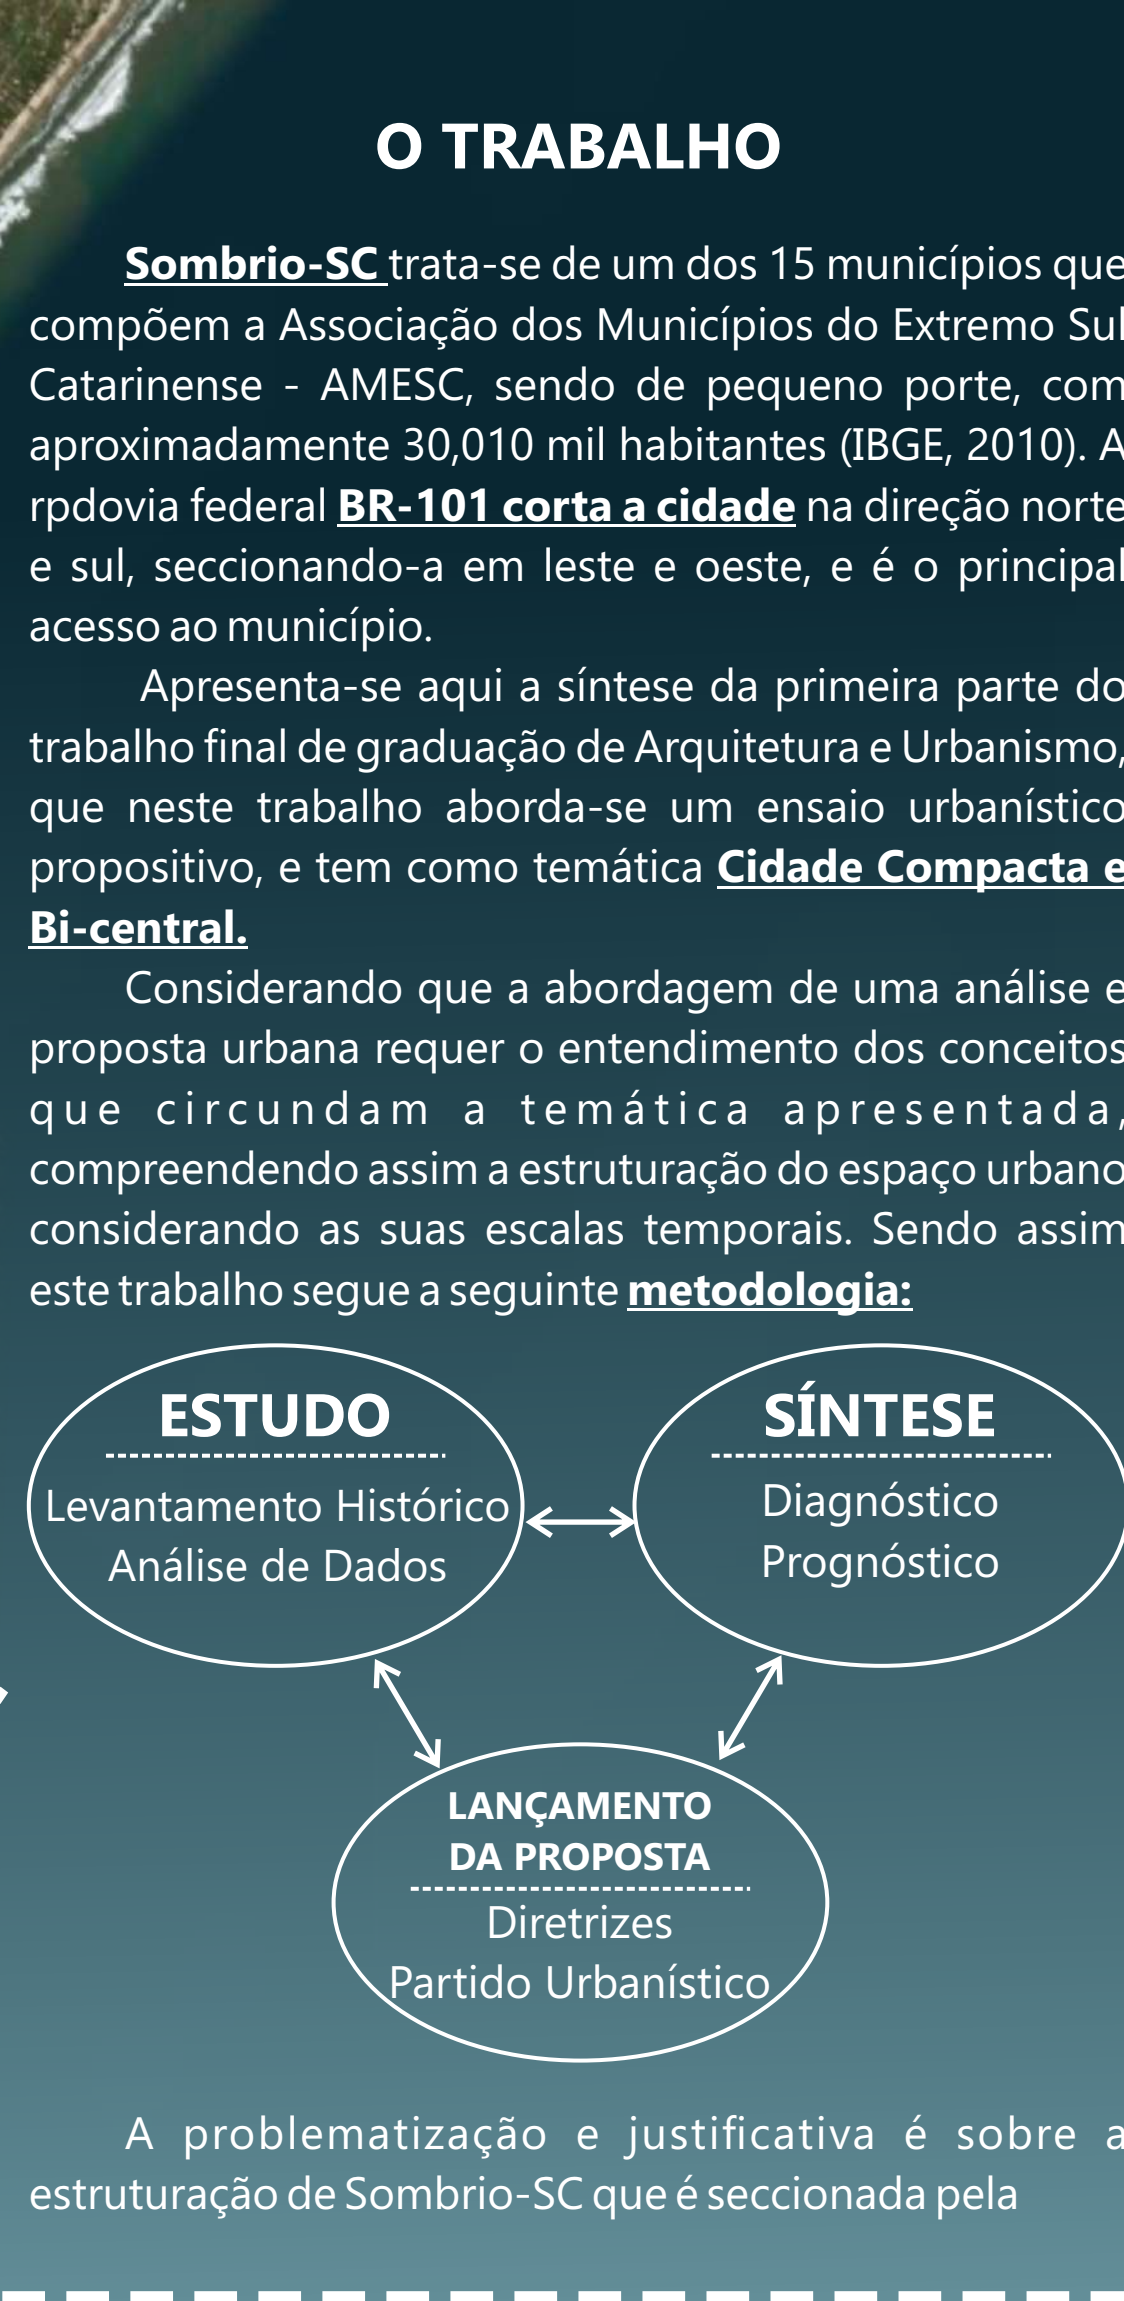 O TRABALHO
Sombrio-SC trata-se de um dos 15 municípios que
compõem a Associação dos Municípios do Extremo Sul
Catarinense - AMESC, sendo de pequeno porte, com
aproximadamente 30,010 mil habitantes (IBGE, 2010). A
rpdovia federal BR-101 corta a cidade na direção norte
e sul, seccionando-a em leste e oeste, e é o principal
acesso ao município.
Apresenta-se aqui a síntese da primeira parte do
trabalho final de graduação de Arquitetura e Urbanismo,
que neste trabalho aborda-se um ensaio urbanístico
propositivo, e tem como temática Cidade Compacta e
Bi-central.
Considerando que a abordagem de uma análise e
proposta urbana requer o entendimento dos conceitos
que circundam a temática apresentada,
compreendendo assim a estruturação do espaço urbano
considerando as suas escalas temporais. Sendo assim
este trabalho segue a seguinte metodologia:
ESTUDO
Levantamento Histórico
Análise de Dados
SÍNTESE
Diagnóstico
Prognóstico
LANÇAMENTO
DA PROPOSTA
Diretrizes
Partido Urbanístico
A problematização e justificativa é sobre a
estruturação de Sombrio-SC que é seccionada pela